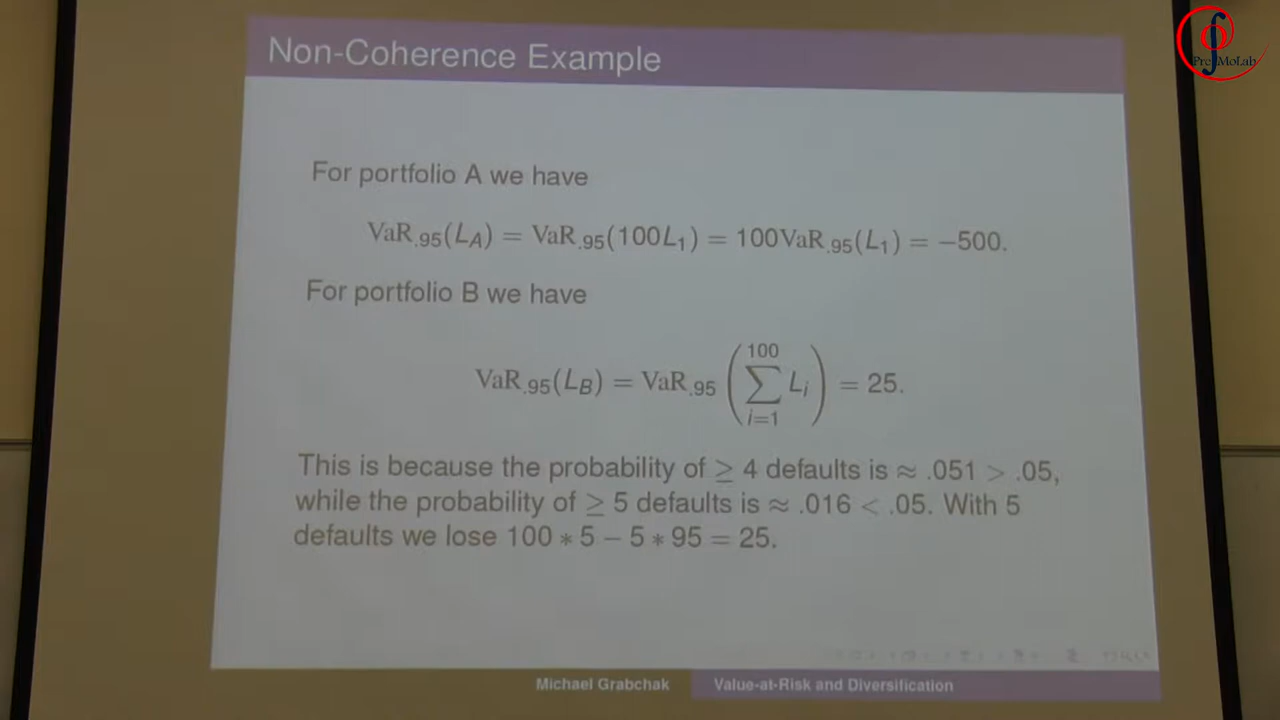 Non-Coherence Example
For portfolio A we have
VaR.95(LA) = VaR.95(100L1) = 100VaR.95(L1) = −500.
For portfolio B we have
VaR.95(LB) = VaR.95 (∑_{i=1}^{100} Li) = 25.
This is because the probability of ≥ 4 defaults is ≈ .051 > .05,
while the probability of ≥ 5 defaults is ≈ .016 < .05. With 5
defaults we lose 100 ∗ 5 − 5 ∗ 95 = 25.
Michael Grabchak
Value-at-Risk and Diversification